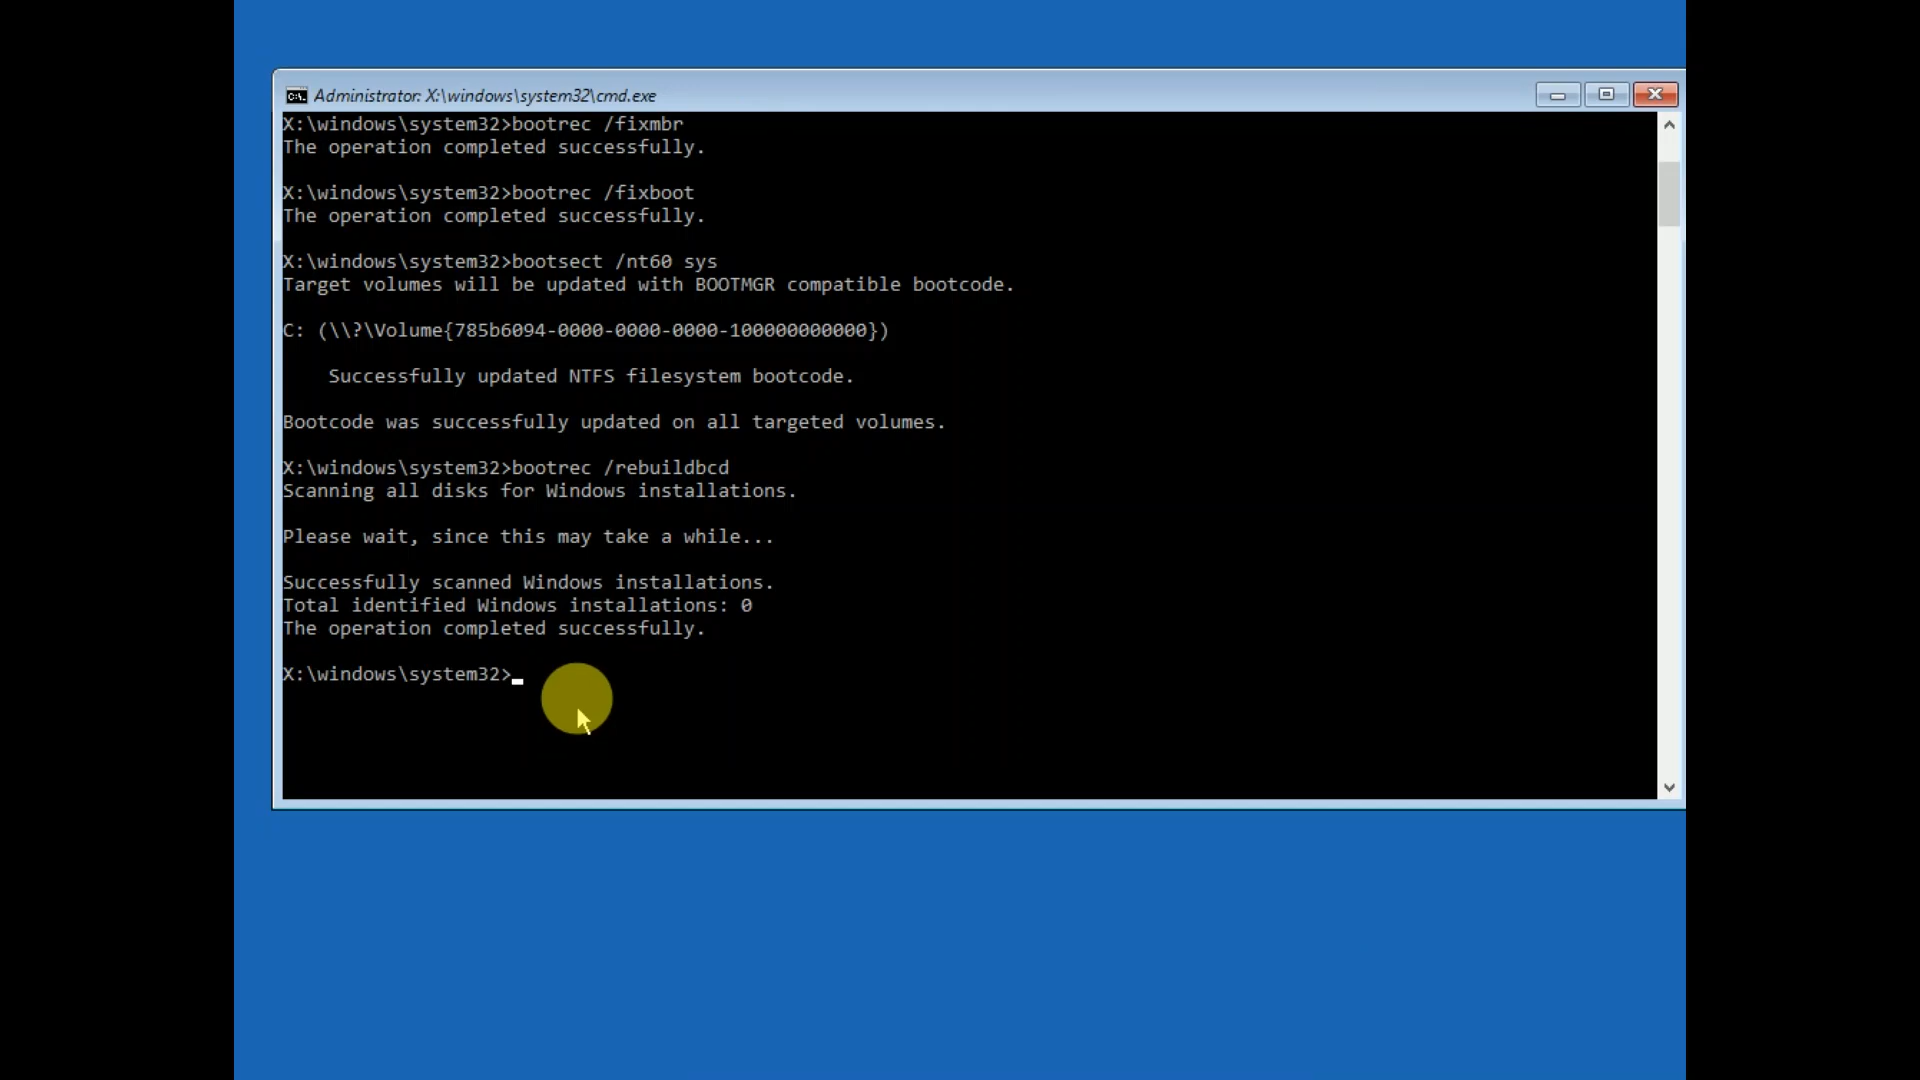 Administrator: X:\windows\system32\cmd.exe
X:\windows\system32>bootrec /fixmbr
The operation completed successfully.
X:\windows\system32>bootrec /fixboot
The operation completed successfully.
X:\windows\system32>bootsect /nt60 sys
Target volumes will be updated with BOOTMGR compatible bootcode.
C: (\\?\Volume{785b6094-0000-0000-0000-100000000000})
Successfully updated NTFS filesystem bootcode.
Bootcode was successfully updated on all targeted volumes.
X:\windows\system32>bootrec /rebuildbcd
Scanning all disks for Windows installations.
Please wait, since this may take a while...
Successfully scanned Windows installations.
Total identified Windows installations: 0
The operation completed successfully.
X:\windows\system32>